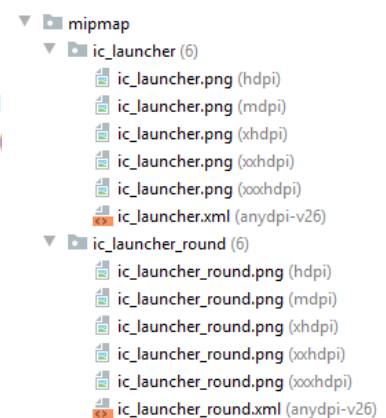 mipmap
ic_launcher (6)
ic_launcher.png (hdpi)
ic_launcher.png (mdpi)
ic_launcher.png (xhdpi)
ic_launcher.png (xxhdpi)
ic_launcher.png (xxxhdpi)
ic_launcher.xml (anydpi-v26)
ic_launcher_round (6)
ic_launcher_round.png (hdpi)
ic_launcher_round.png (mdpi)
ic_launcher_round.png (xhdpi)
ic_launcher_round.png (xxhdpi)
ic_launcher_round.png (xxxhdpi)
ic_launcher_round.xml (anydpi-v26)